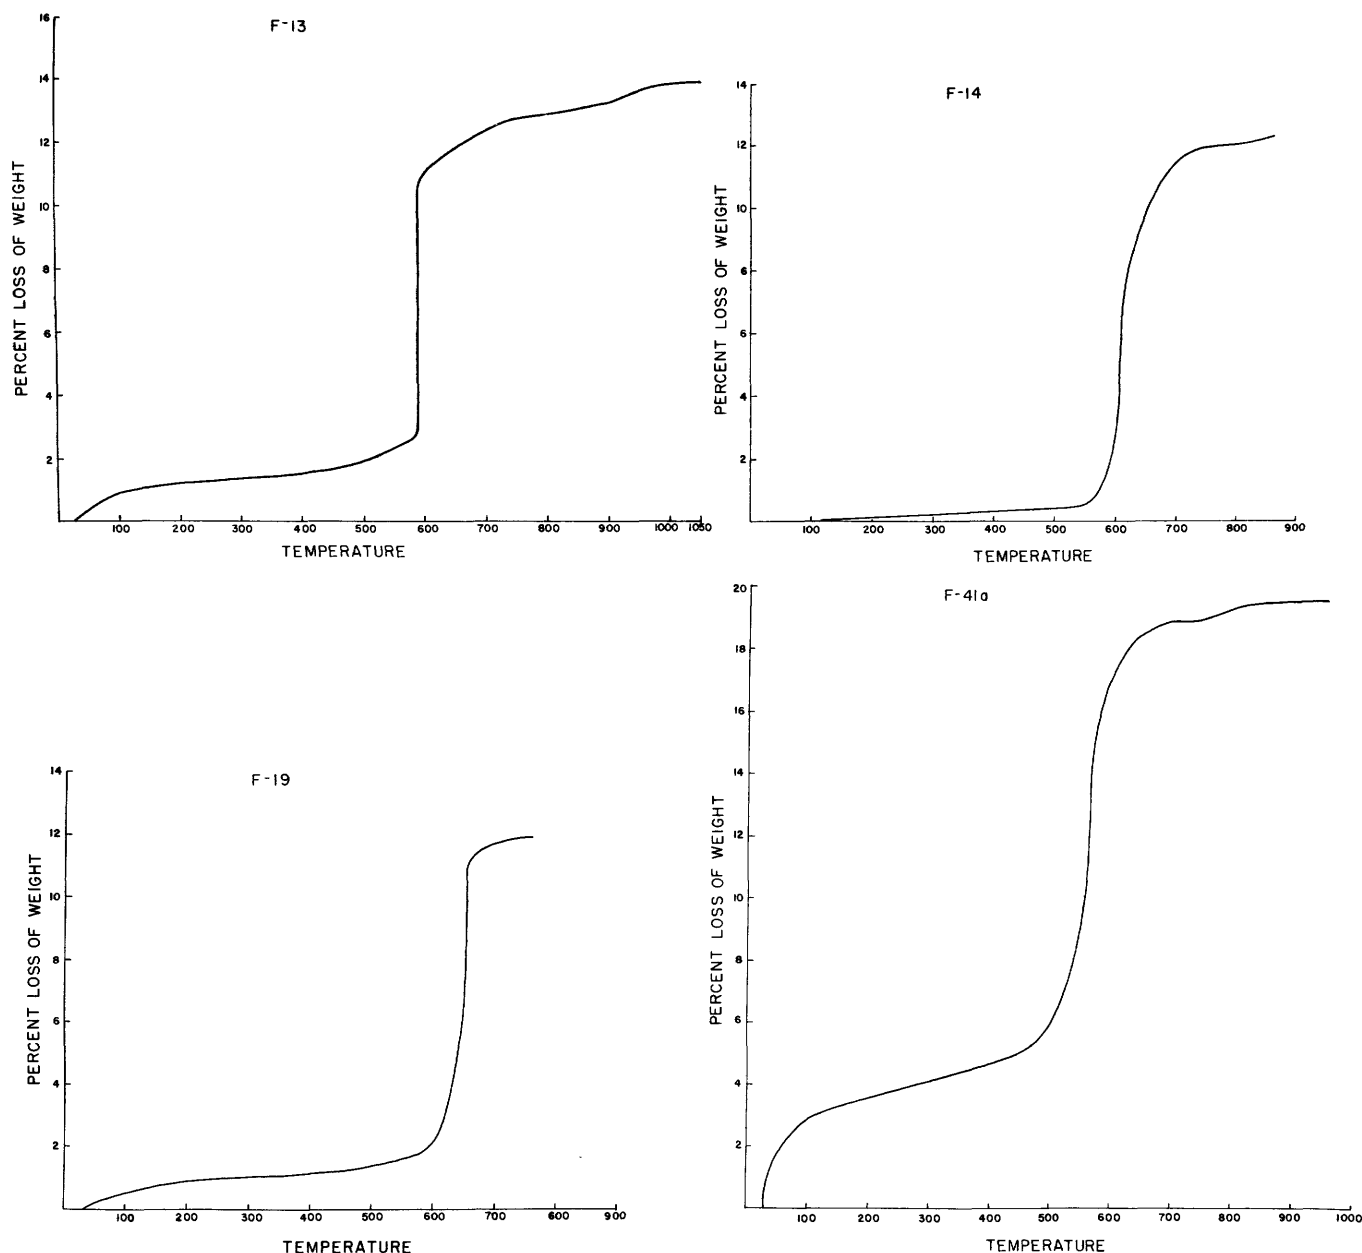 F-13
16
14
12
10
8
6
4
2
PERCENT LOSS OF WEIGHT
100 200 300 400 500 600 700 800 900 1000 1050
TEMPERATURE
F-14
14
12
10
8
6
4
2
PERCENT LOSS OF WEIGHT
100 200 300 400 500 600 700 800 900
TEMPERATURE
F-19
14
12
10
8
6
4
2
PERCENT LOSS OF WEIGHT
100 200 300 400 500 600 700 600 900
TEMPERATURE
F-41a
20
18
16
14
12
10
8
6
4
2
PERCENT LOSS OF WEIGHT
100 200 300 400 500 600 700 800 900 1000
TEMPERATURE